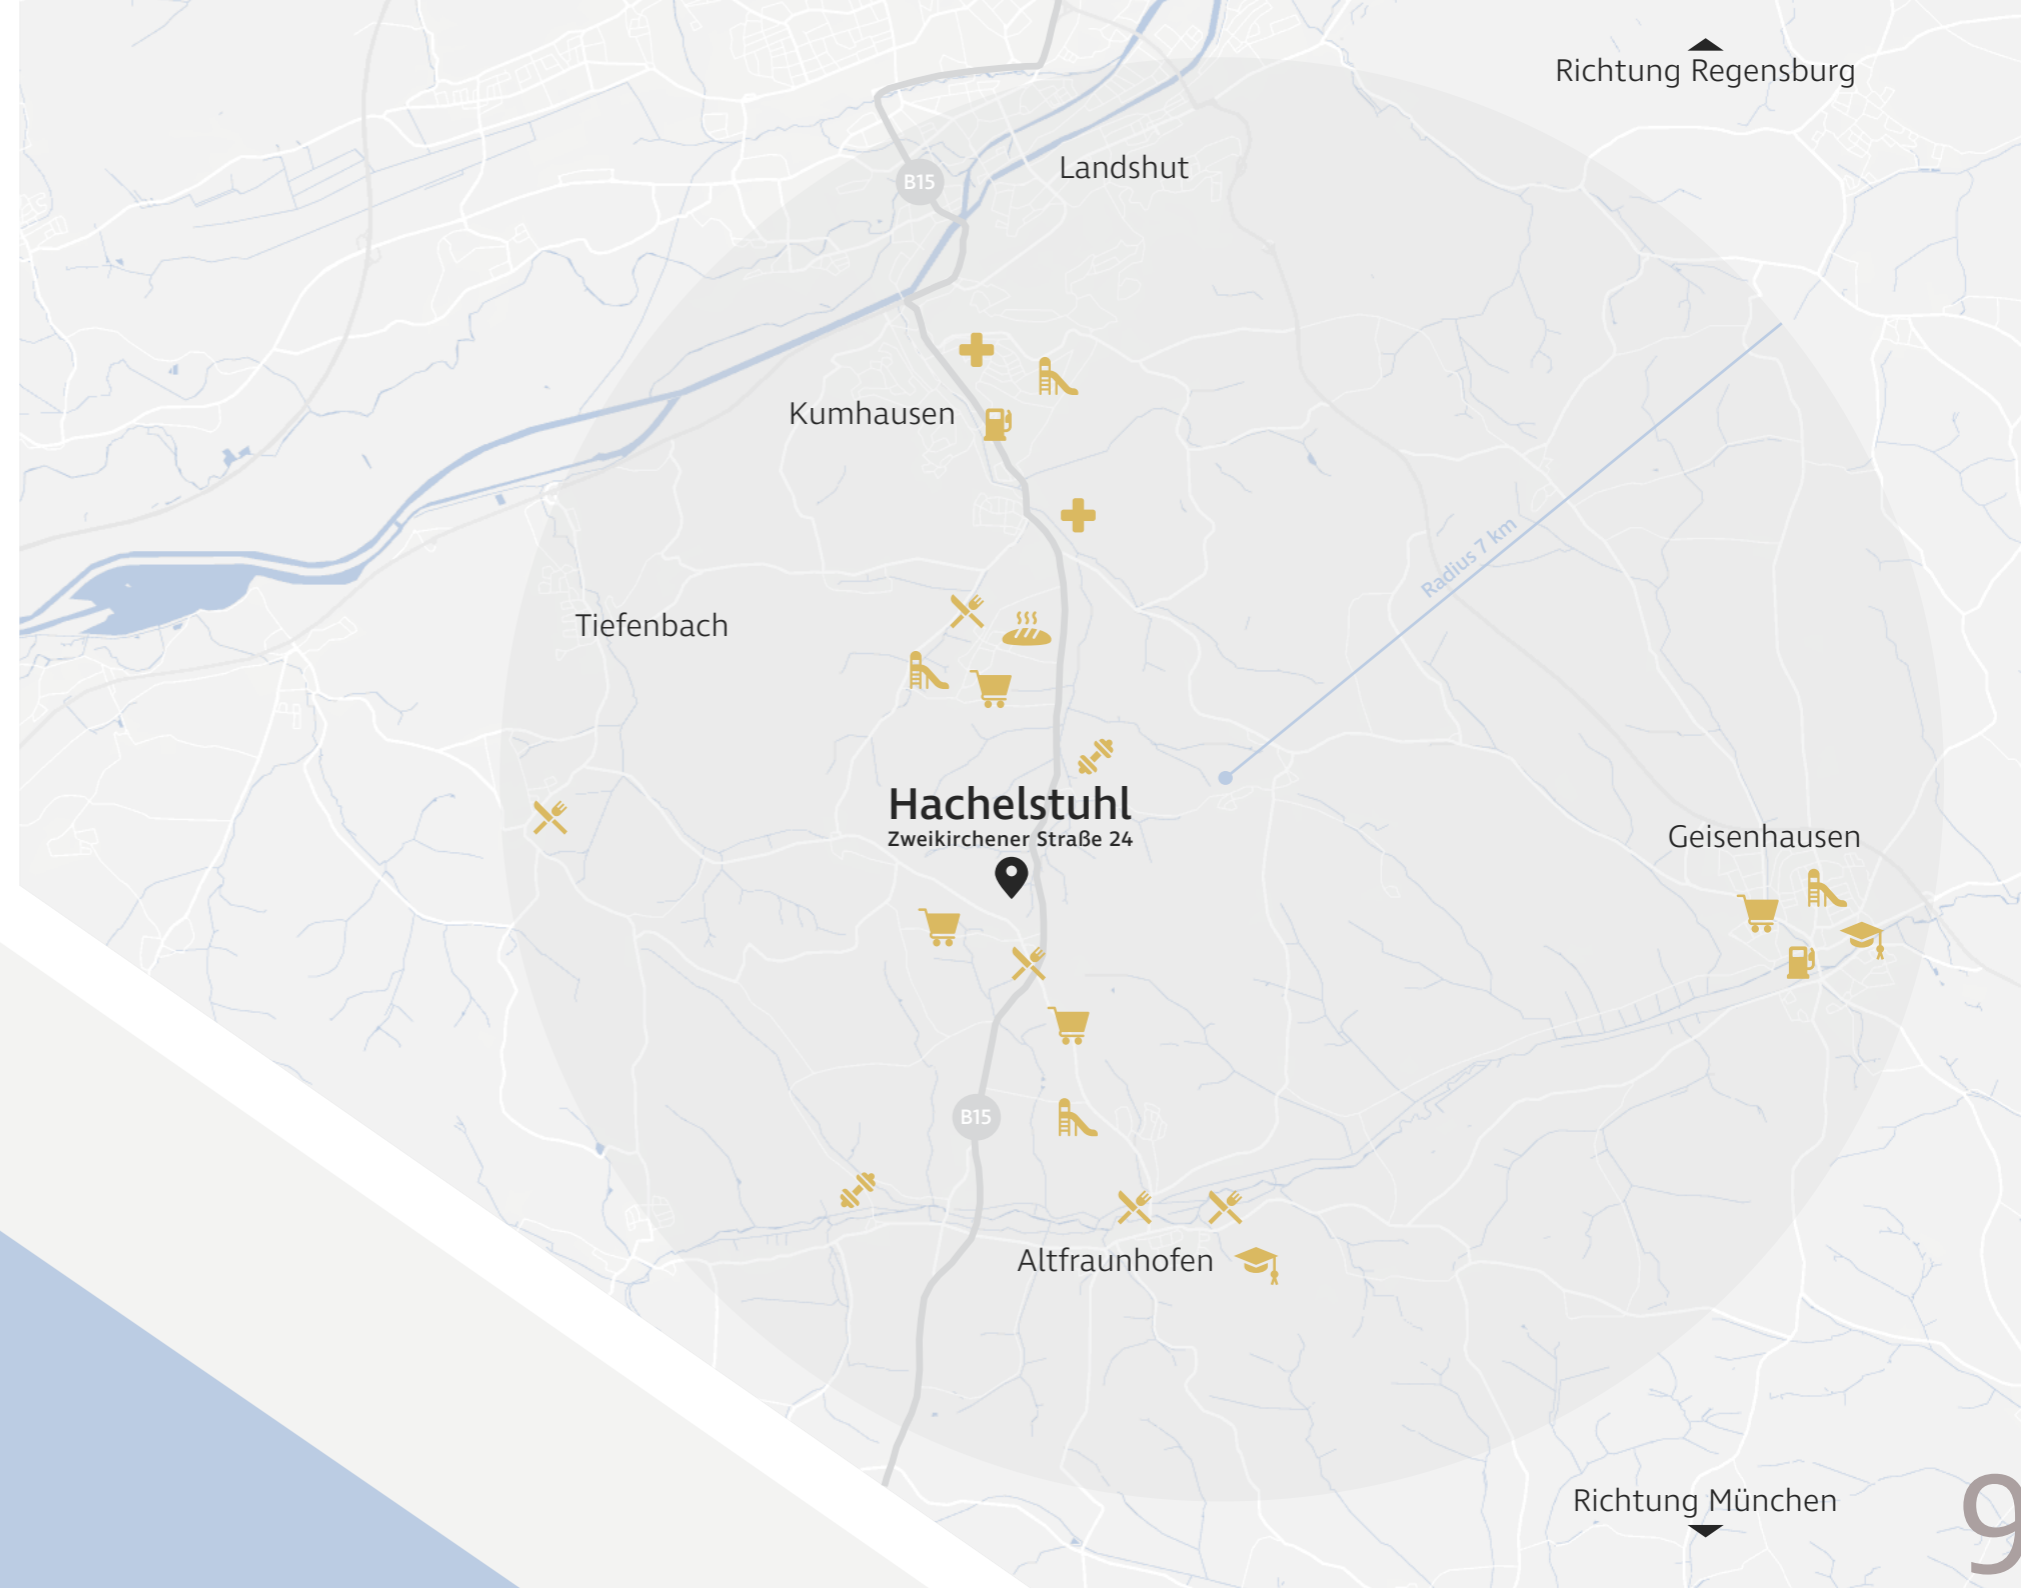 Richtung Regensburg
Landshut
B15
Kumhausen
Radius 7 km
Tiefenbach
Hachelstuhl
Zweikirchener Straße 24
Geisenhausen
B15
Altfraunhofen
Richtung München
9